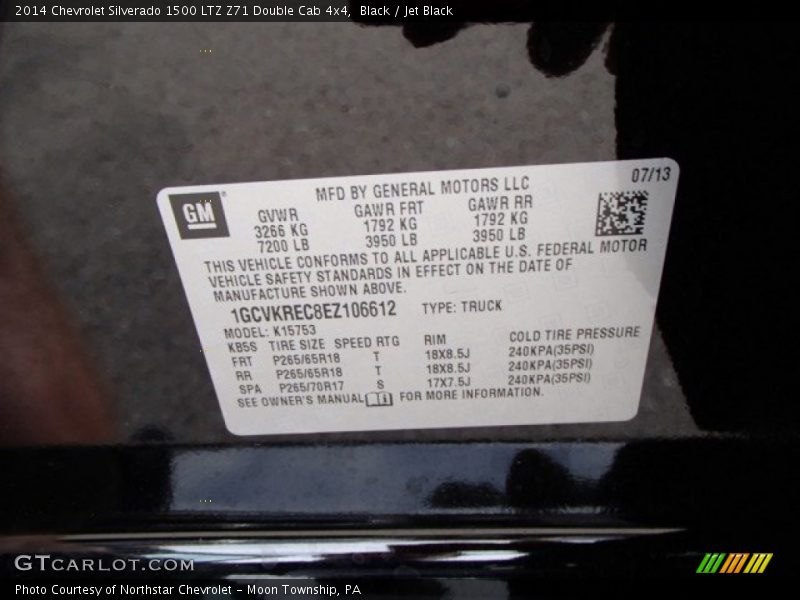 2014 Chevrolet Silverado 1500 LTZ Z71 Double Cab 4x4, Black / Jet Black
07/13
GM
MFD BY GENERAL MOTORS LLC
GVWR GAWR FRT GAWR RR
3266 KG 1792 KG 1792 KG
7200 LB 3950 LB 3950 LB
THIS VEHICLE CONFORMS TO ALL APPLICABLE U.S. FEDERAL MOTOR
VEHICLE SAFETY STANDARDS IN EFFECT ON THE DATE OF
MANUFACTURE SHOWN ABOVE.
1GCVKREC8EZ106612 TYPE: TRUCK
MODEL: K15753
KBSS TIRE SIZE SPEED RTG RIM COLD TIRE PRESSURE
FRT P265/65R18 T 18X8.5J 240KPA(35PSI)
RR P265/65R18 T 18X8.5J 240KPA(35PSI)
SPA P265/70R17 S 17X7.5J 240KPA(35PSI)
SEE OWNER'S MANUAL FOR MORE INFORMATION.
GTCARLOT.COM
Photo Courtesy of Northstar Chevrolet - Moon Township, PA